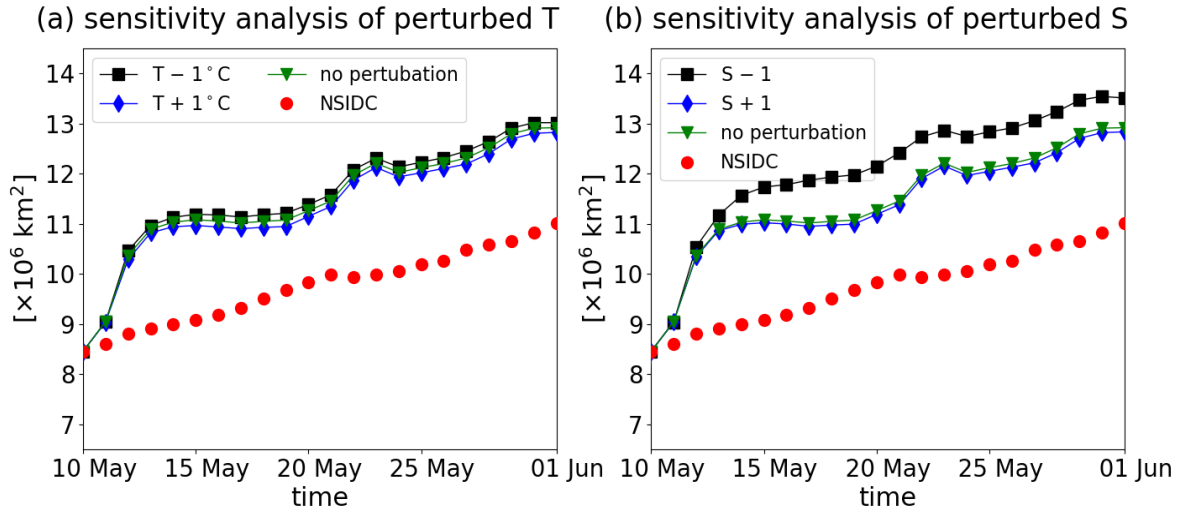 (a) sensitivity analysis of perturbed T
T − 1°C
T + 1°C
no pertubation
NSIDC
14
13
12
11
10
9
8
7
[×10⁶ km²]
10 May
15 May
20 May
25 May
01 Jun
time
(b) sensitivity analysis of perturbed S
S − 1
S + 1
no perturbation
NSIDC
14
13
12
11
10
9
8
7
[×10⁶ km²]
10 May
15 May
20 May
25 May
01 Jun
time